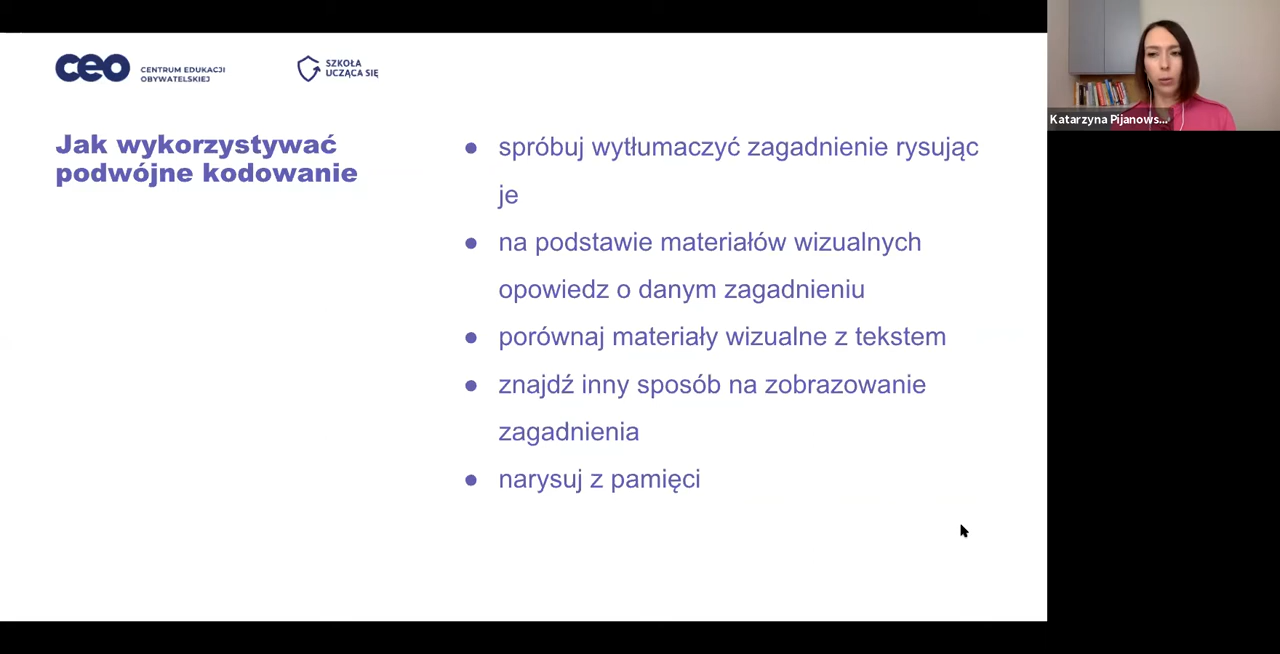 ceo
CENTRUM EDUKACJI
OBYWATELSKIEJ
SZKOŁA
UCZĄCA SIĘ
Jak wykorzystywać
podwójne kodowanie
● spróbuj wytłumaczyć zagadnienie rysując
je
● na podstawie materiałów wizualnych
opowiedz o danym zagadnieniu
● porównaj materiały wizualne z tekstem
● znajdź inny sposób na zobrazowanie
zagadnienia
● narysuj z pamięci
Katarzyna Pijanows...